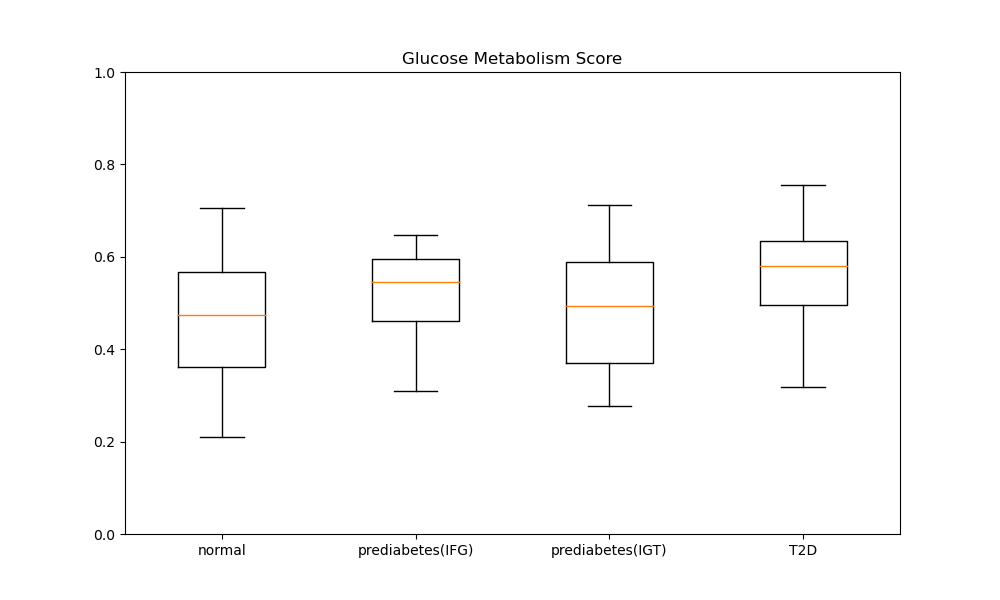 Glucose Metabolism Score
1.0
0.8
0.6
0.4
0.2
0.0
normal
prediabetes(IFG)
prediabetes(IGT)
T2D